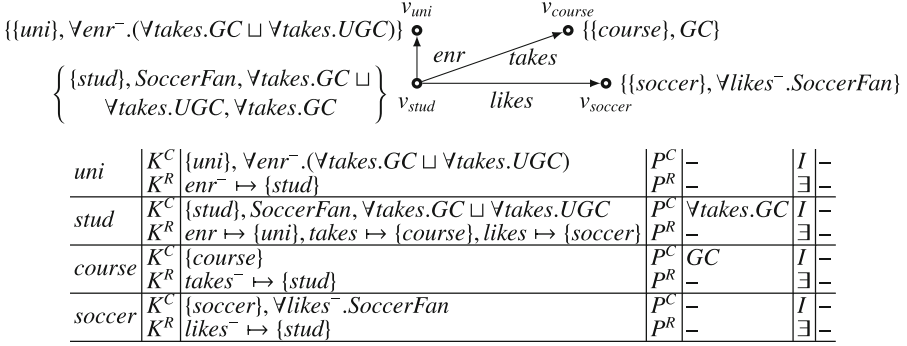 v_uni v_course
{{uni}, ∀enr⁻.(∀takes.GC ⊔ ∀takes.UGC)} {{course}, GC}
enr takes
{ {stud}, SoccerFan, ∀takes.GC ⊔
∀takes.UGC, ∀takes.GC } {{soccer}, ∀likes⁻.SoccerFan}
v_stud likes v_soccer
uni K^C {uni}, ∀enr⁻.(∀takes.GC ⊔ ∀takes.UGC) P^C – I –
K^R enr⁻ ↦ {stud} P^R – ∃ –
stud K^C {stud}, SoccerFan, ∀takes.GC ⊔ ∀takes.UGC P^C ∀takes.GC I –
K^R enr ↦ {uni}, takes ↦ {course}, likes ↦ {soccer} P^R – ∃ –
course K^C {course} P^C GC I –
K^R takes⁻ ↦ {stud} P^R – ∃ –
soccer K^C {soccer}, ∀likes⁻.SoccerFan P^C – I –
K^R likes⁻ ↦ {stud} P^R – ∃ –